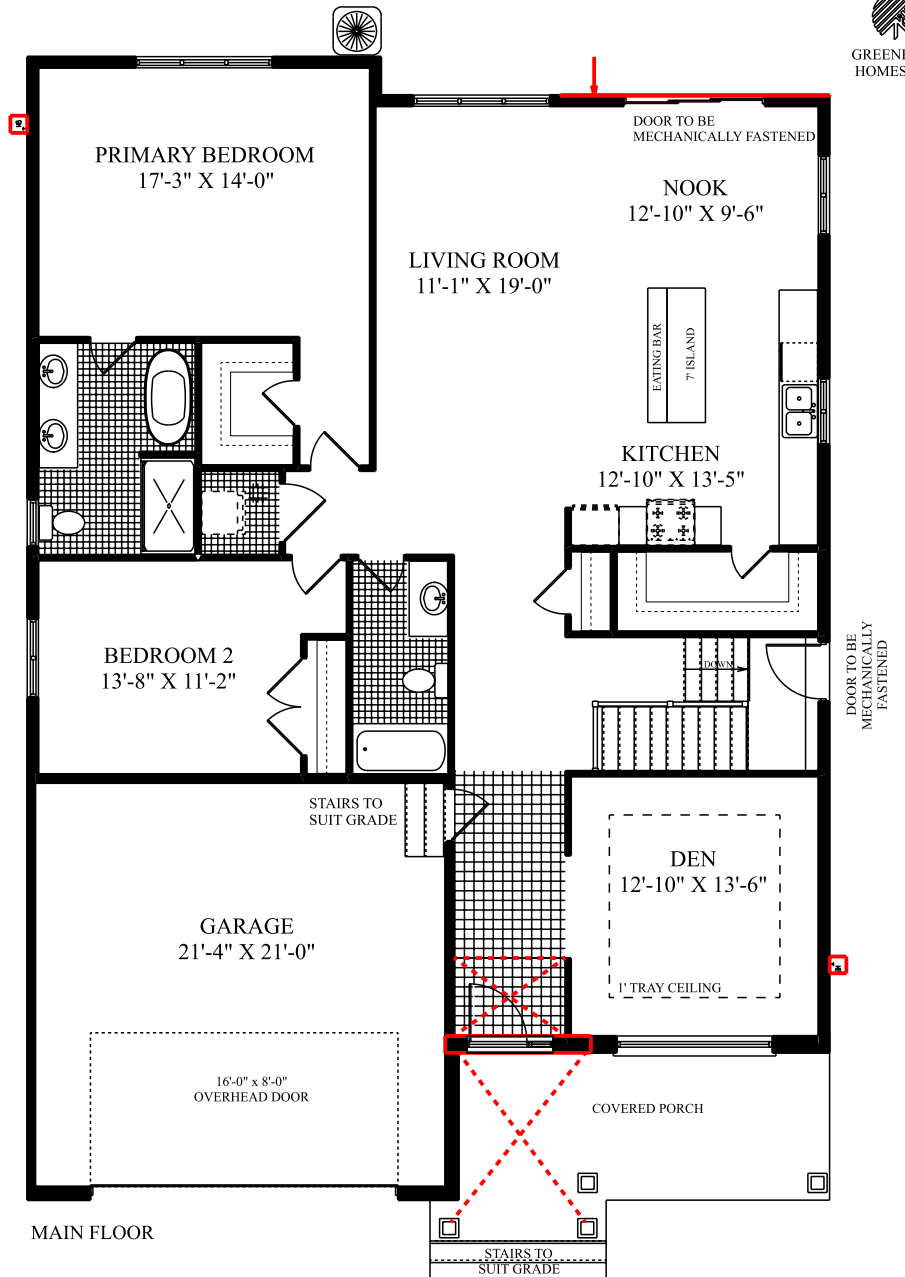 HOMES
DOOR TO BE
MECHANICALLY FASTENED
PRIMARY BEDROOM
17'-3" X 14'-0"
NOOK
12'-10" X 9'-6"
LIVING ROOM
11'-1" X 19'-0"
EATING BAR
7' ISLAND
KITCHEN
12'-10" X 13'-5"
BEDROOM 2
13'-8" X 11'-2"
DOWN
DOOR TO BE
MECHANICALLY
FASTENED
STAIRS TO
SUIT GRADE
DEN
12'-10" X 13'-6"
GARAGE
21'-4" X 21'-0"
1' TRAY CEILING
16'-0" x 8'-0"
OVERHEAD DOOR
COVERED PORCH
MAIN FLOOR
STAIRS TO
SUIT GRADE